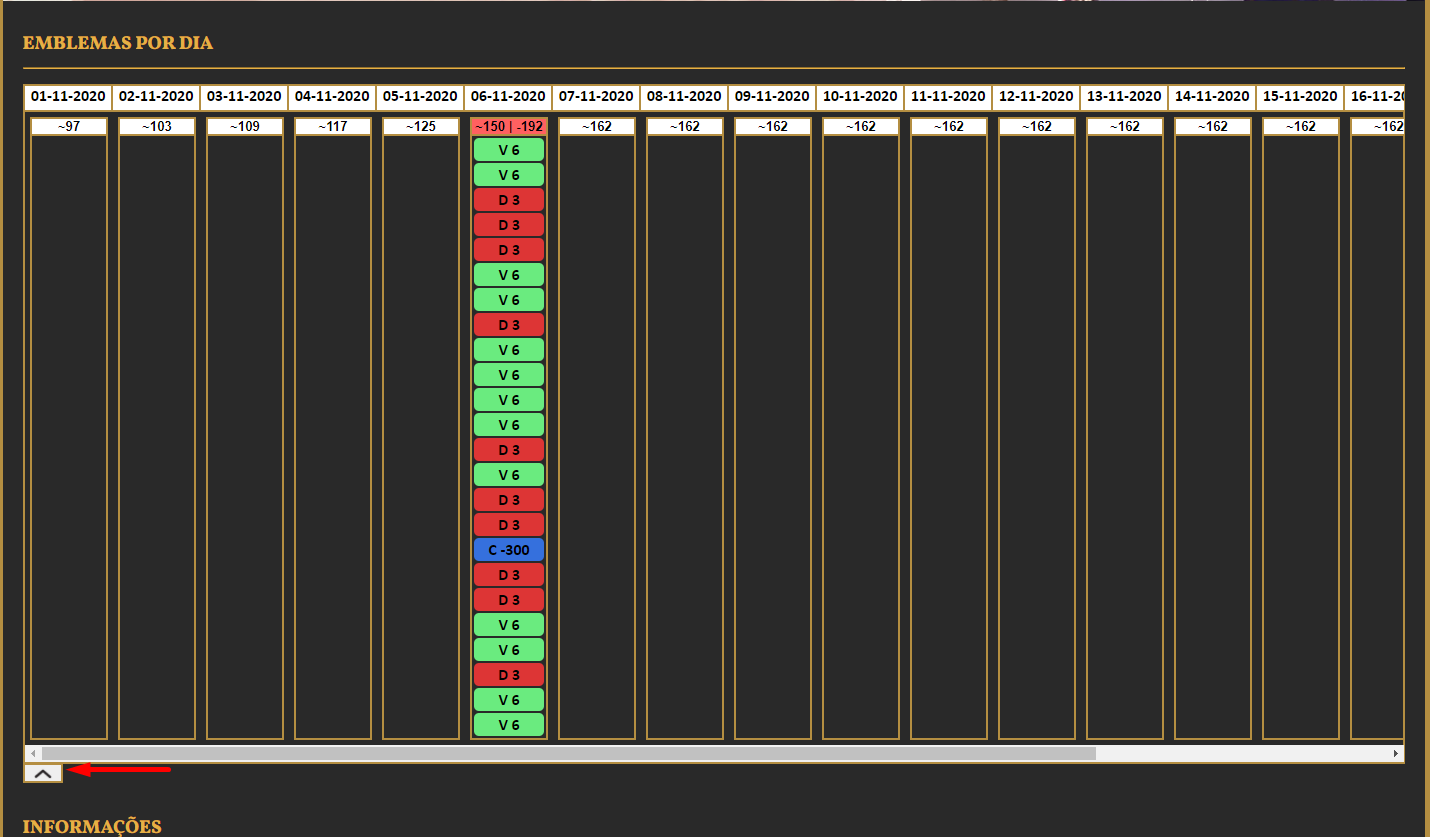 EMBLEMAS POR DIA
01-11-2020 02-11-2020 03-11-2020 04-11-2020 05-11-2020 06-11-2020 07-11-2020 08-11-2020 09-11-2020 10-11-2020 11-11-2020 12-11-2020 13-11-2020 14-11-2020 15-11-2020 16-11-20
~97 ~103 ~109 ~117 ~125 ~150 | -192 ~162 ~162 ~162 ~162 ~162 ~162 ~162 ~162 ~162 ~162
V 6
V 6
D 3
D 3
D 3
V 6
V 6
D 3
V 6
V 6
V 6
V 6
D 3
V 6
D 3
D 3
C -300
D 3
D 3
V 6
V 6
D 3
V 6
V 6
INFORMAÇÕES